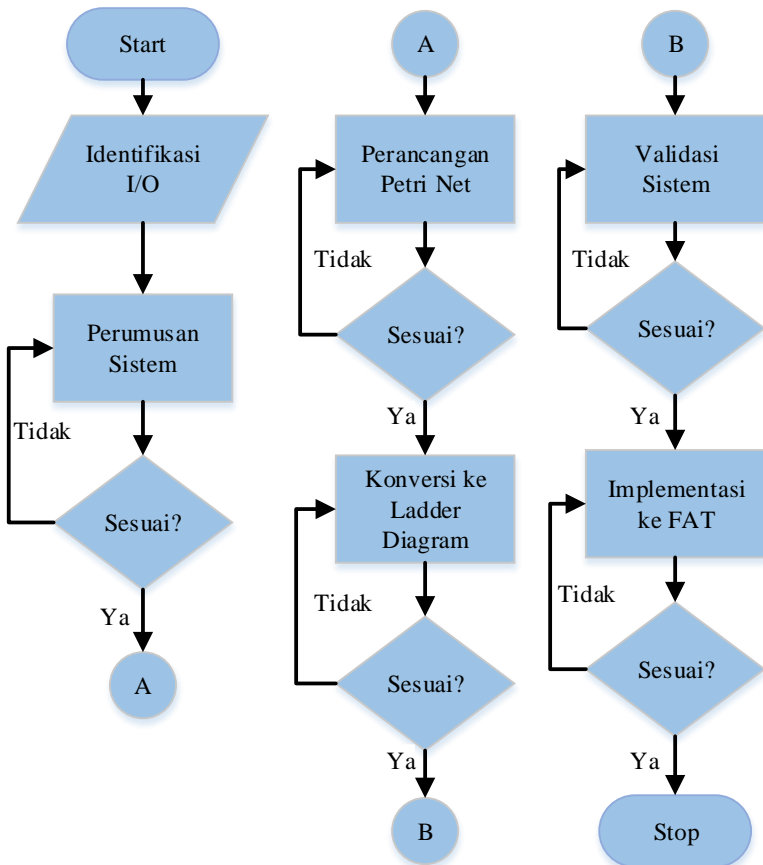 Start
Identifikasi
I/O
Perumusan
Sistem
Tidak
Sesuai?
Ya
A
A
Perancangan
Petri Net
Tidak
Sesuai?
Ya
Konversi ke
Ladder
Diagram
Tidak
Sesuai?
Ya
B
B
Validasi
Sistem
Tidak
Sesuai?
Ya
Implementasi
ke FAT
Tidak
Sesuai?
Ya
Stop